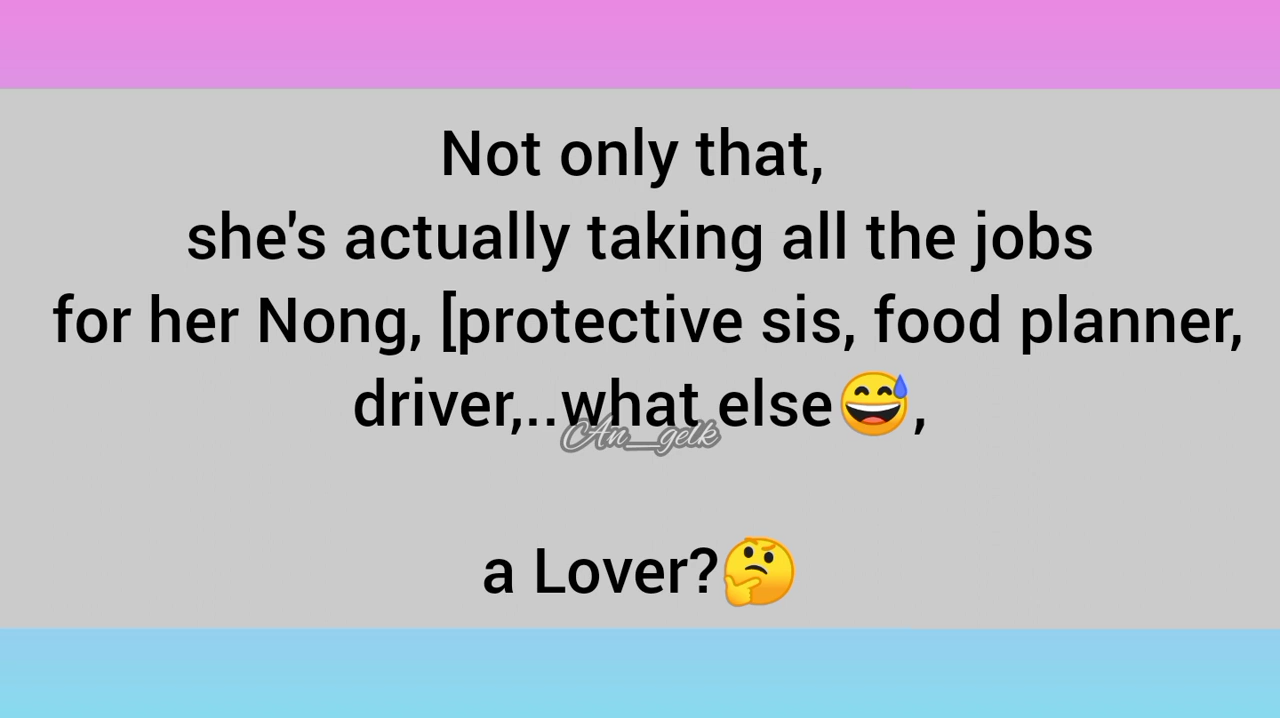 Not only that,
she's actually taking all the jobs
for her Nong, [protective sis, food planner,
driver,..what else😅,
An__gelk
a Lover?🤔